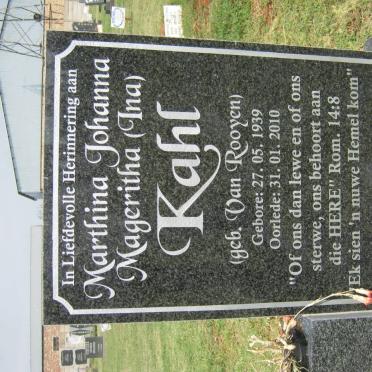 In Liefdevolle Herinnering aan
Marthina Johanna
Mageritha (Ina)
Kahl
(geb. Van Rooyen)
Gebore: 27. 05. 1939
Oorlede: 31. 01. 2010
"Of ons dan lewe en of ons
sterwe, ons behoort aan
die HERE" Rom. 14:8
"Ek sien 'n nuwe Hemel kom"